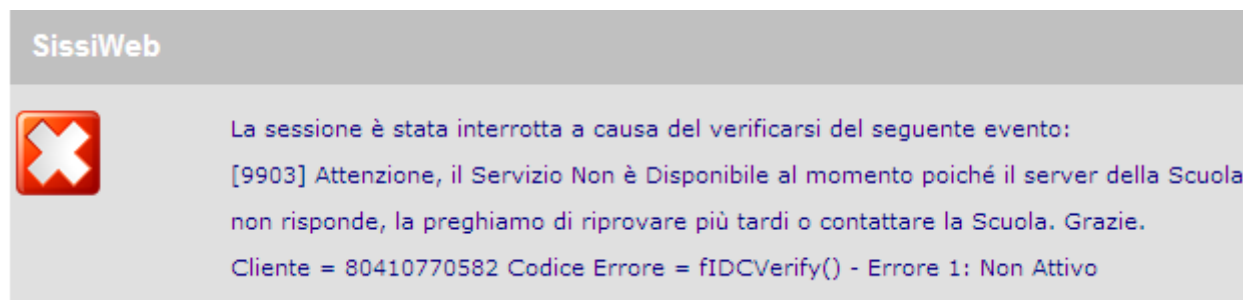 SissiWeb
La sessione è stata interrotta a causa del verificarsi del seguente evento:
[9903] Attenzione, il Servizio Non è Disponibile al momento poiché il server della Scuola
non risponde, la preghiamo di riprovare più tardi o contattare la Scuola. Grazie.
Cliente = 80410770582 Codice Errore = fIDCVerify() - Errore 1: Non Attivo